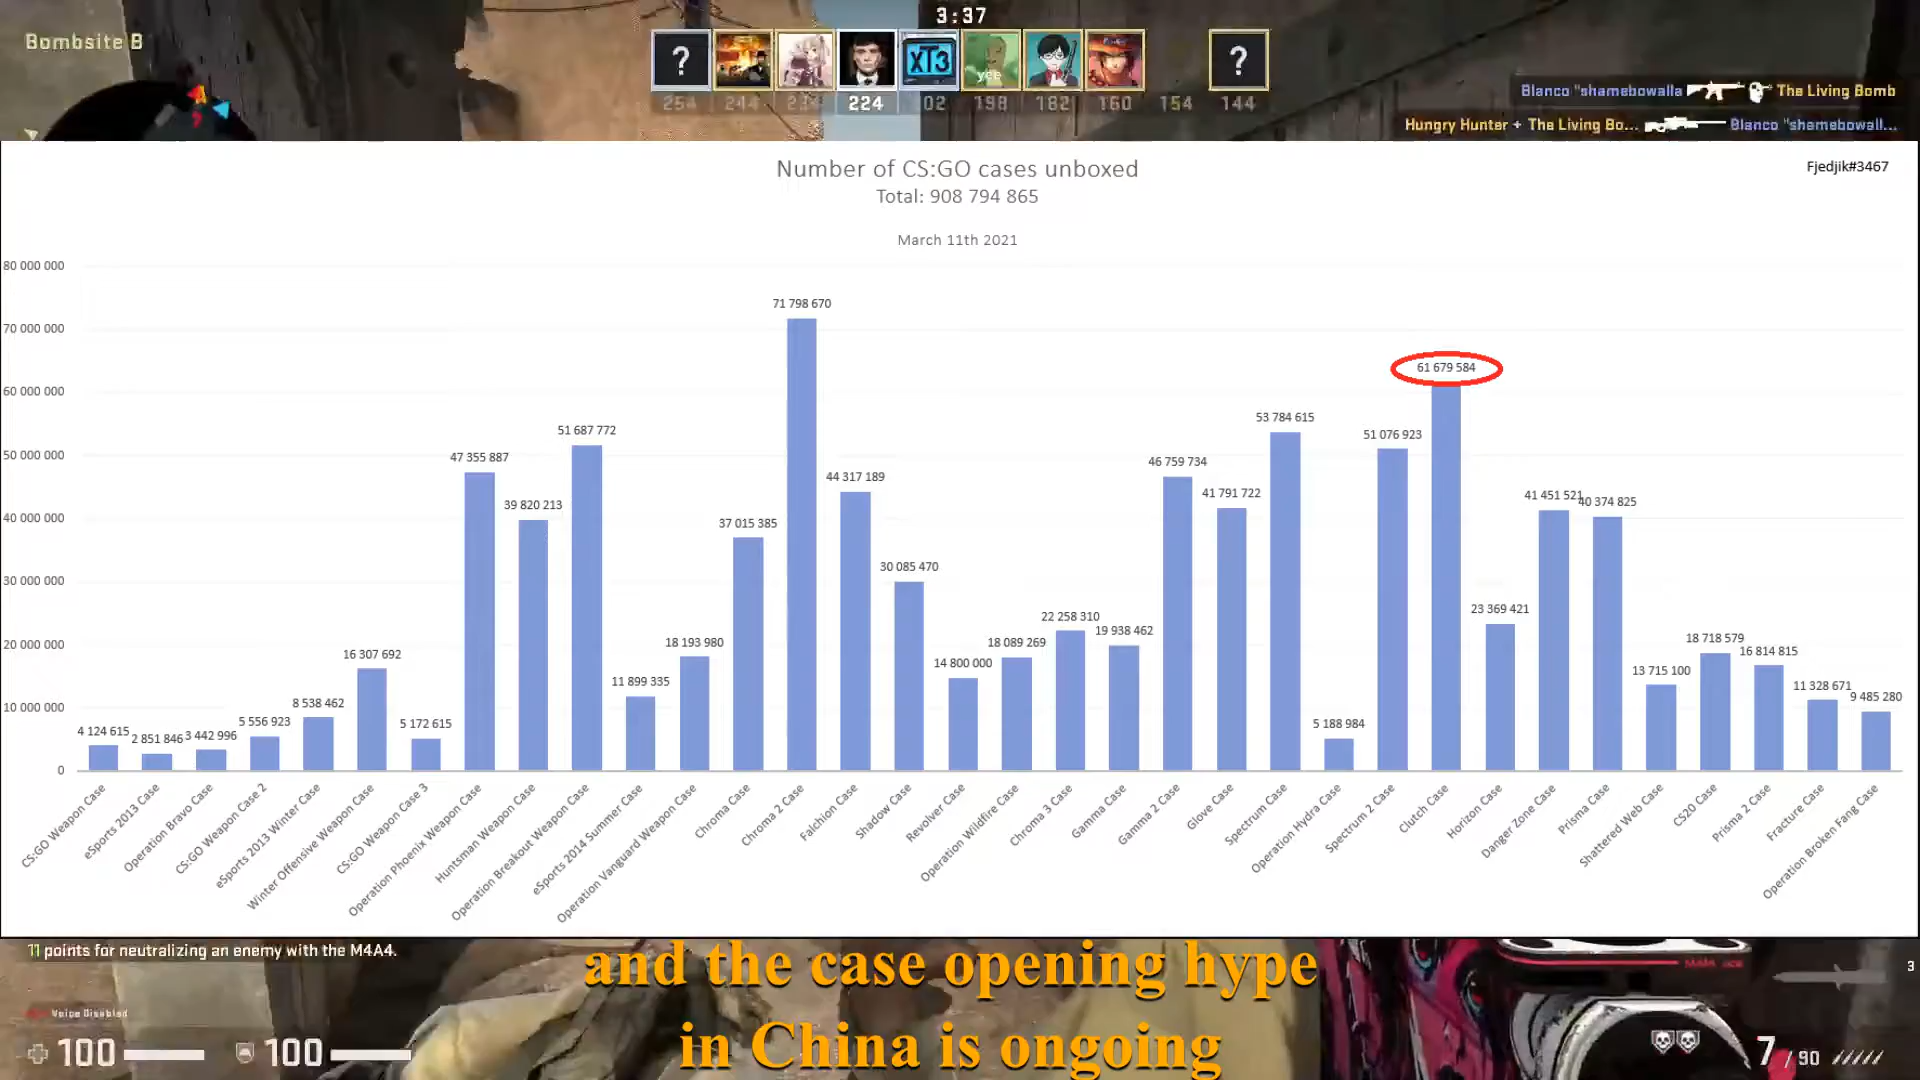 3:37
Bombsite B
?
xT3
yee
?
254 244 234 224 198 182 160 154 144
Blanco "shamebowalla The Living Bomb
Hungry Hunter + The Living Bo... Blanco "shamebowall...
Number of CS:GO cases unboxed
Total: 908 794 865
Fjedjik#3467
March 11th 2021
80 000 000
70 000 000
60 000 000
50 000 000
40 000 000
30 000 000
20 000 000
10 000 000
0
4 124 615
2 851 846
3 442 996
5 556 923
8 538 462
16 307 692
5 172 615
47 355 887
39 820 213
51 687 772
11 899 335
18 193 980
37 015 385
71 798 670
44 317 189
30 085 470
14 800 000
18 089 269
22 258 310
19 938 462
46 759 734
41 791 722
53 784 615
5 188 984
51 076 923
61 679 584
23 369 421
41 451 521
40 374 825
13 715 100
18 718 579
16 814 815
11 328 671
9 485 280
CS:GO Weapon Case
eSports 2013 Case
Operation Bravo Case
CS:GO Weapon Case 2
eSports 2013 Winter Case
Winter Offensive Weapon Case
CS:GO Weapon Case 3
Operation Phoenix Weapon Case
Huntsman Weapon Case
Operation Breakout Weapon Case
eSports 2014 Summer Case
Operation Vanguard Weapon Case
Chroma Case
Chroma 2 Case
Falchion Case
Shadow Case
Revolver Case
Operation Wildfire Case
Chroma 3 Case
Gamma Case
Gamma 2 Case
Glove Case
Spectrum Case
Operation Hydra Case
Spectrum 2 Case
Clutch Case
Horizon Case
Danger Zone Case
Prisma Case
Shattered Web Case
CS20 Case
Prisma 2 Case
Fracture Case
Operation Broken Fang Case
11 points for neutralizing an enemy with the M4A4.
and the case opening hype
in China is ongoing
3
Voice Disabled
100 100
7 / 90